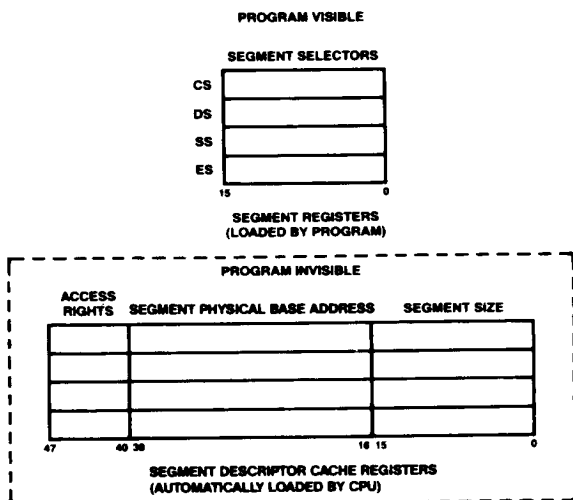 PROGRAM VISIBLE
SEGMENT SELECTORS
CS
DS
SS
ES
15 0
SEGMENT REGISTERS
(LOADED BY PROGRAM)
PROGRAM INVISIBLE
ACCESS
RIGHTS SEGMENT PHYSICAL BASE ADDRESS SEGMENT SIZE
47 40 38 16 15 0
SEGMENT DESCRIPTOR CACHE REGISTERS
(AUTOMATICALLY LOADED BY CPU)